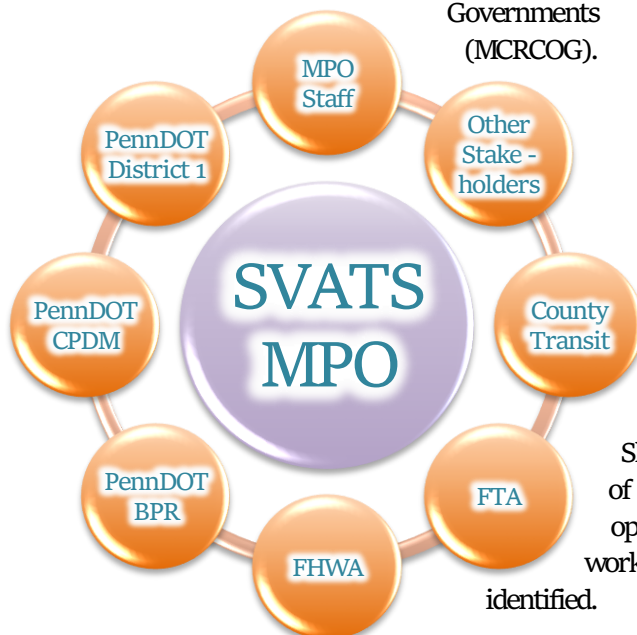 Governments
(MCRCOG).
MPO
Staff
Other
Stake -
holders
County
Transit
FTA
FHWA
PennDOT
BPR
PennDOT
CPDM
PennDOT
District 1
SVATS
MPO
of
identified.